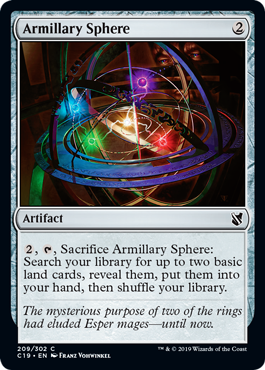 Armillary Sphere 2
Artifact
2, T, Sacrifice Armillary Sphere:
Search your library for up to two basic
land cards, reveal them, put them into
your hand, then shuffle your library.
The mysterious purpose of two of the rings
had eluded Esper mages—until now.
209/302 C
C19 • EN Franz Vohwinkel
™ & © 2019 Wizards of the Coast